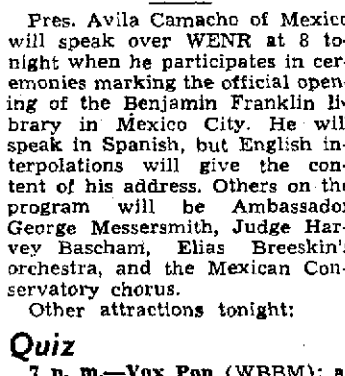 Pres. Avila Camacho of Mexico
will speak over WENR at 8 to-
night when he participates in cer-
emonies marking the official open-
ing of the Benjamin Franklin li-
brary in Mexico City. He will
speak in Spanish, but English in-
terpolations will give the con-
tent of his address. Others on the
program will be Ambassador
George Messersmith, Judge Har-
vey Bascham, Elias Breeskin's
orchestra, and the Mexican Con-
servatory chorus.
Other attractions tonight:
Quiz
7 p. m.—Vox Pop (WBBM): a